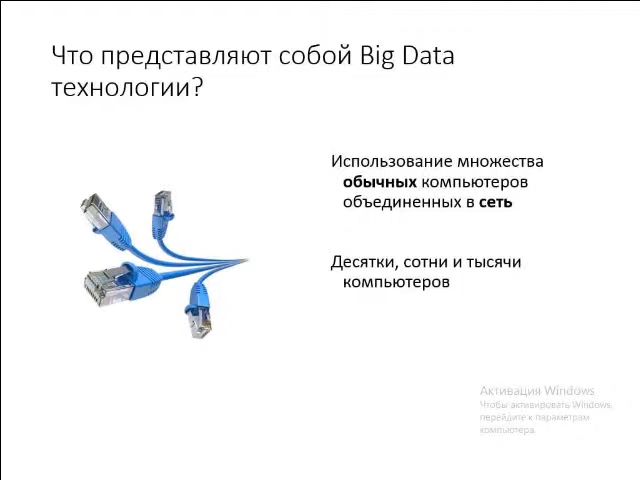 Что представляют собой Big Data
технологии?
Использование множества
обычных компьютеров
объединенных в сеть
Десятки, сотни и тысячи
компьютеров
Активация Windows
Чтобы активировать Windows,
перейдите к параметрам
компьютера.